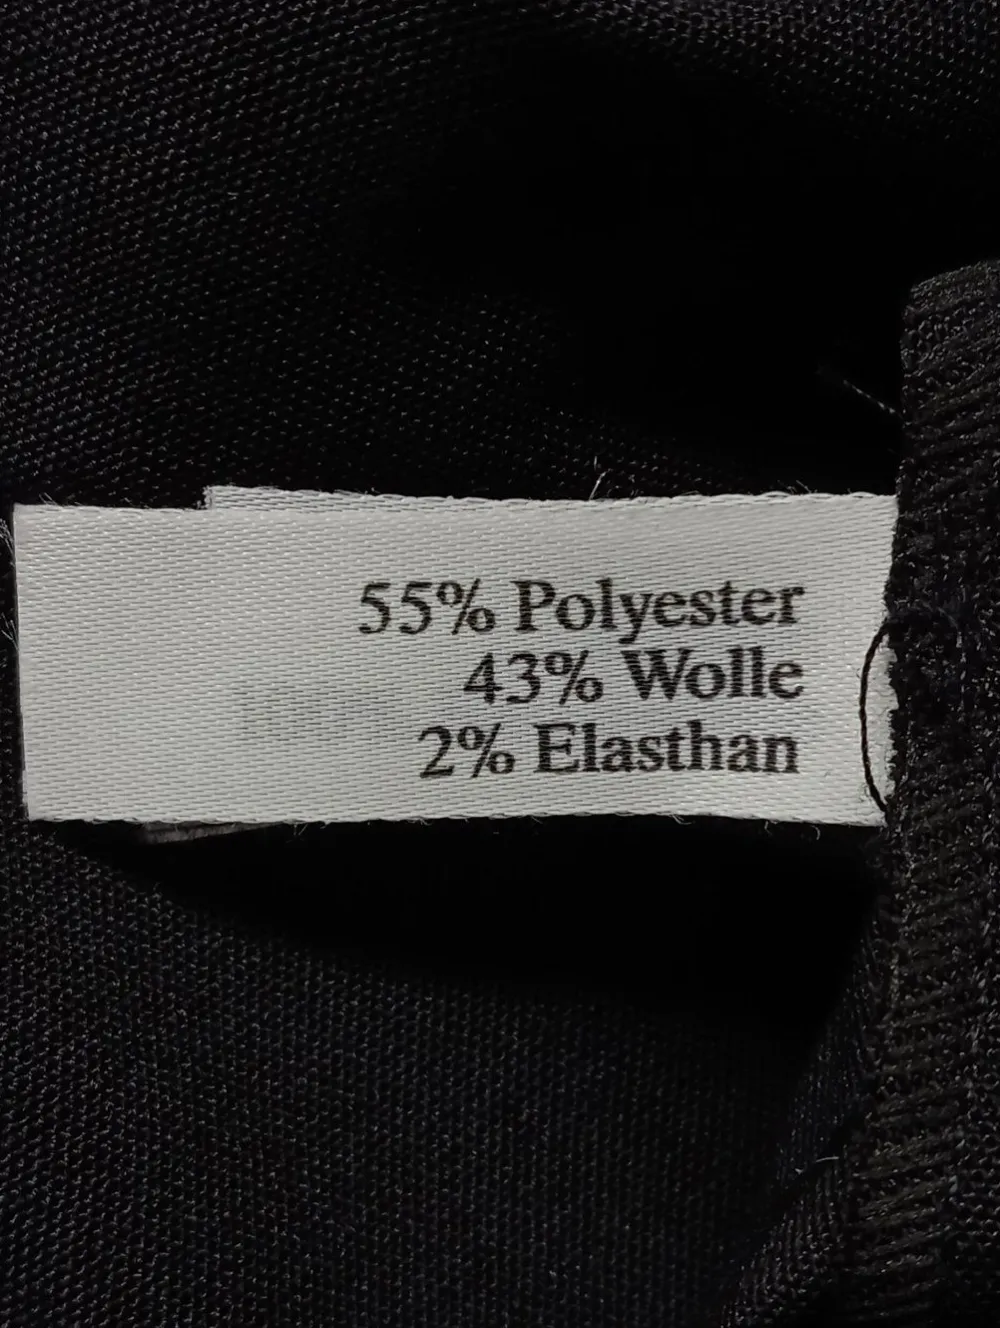 55% Polyester
43% Wolle
2% Elasthan